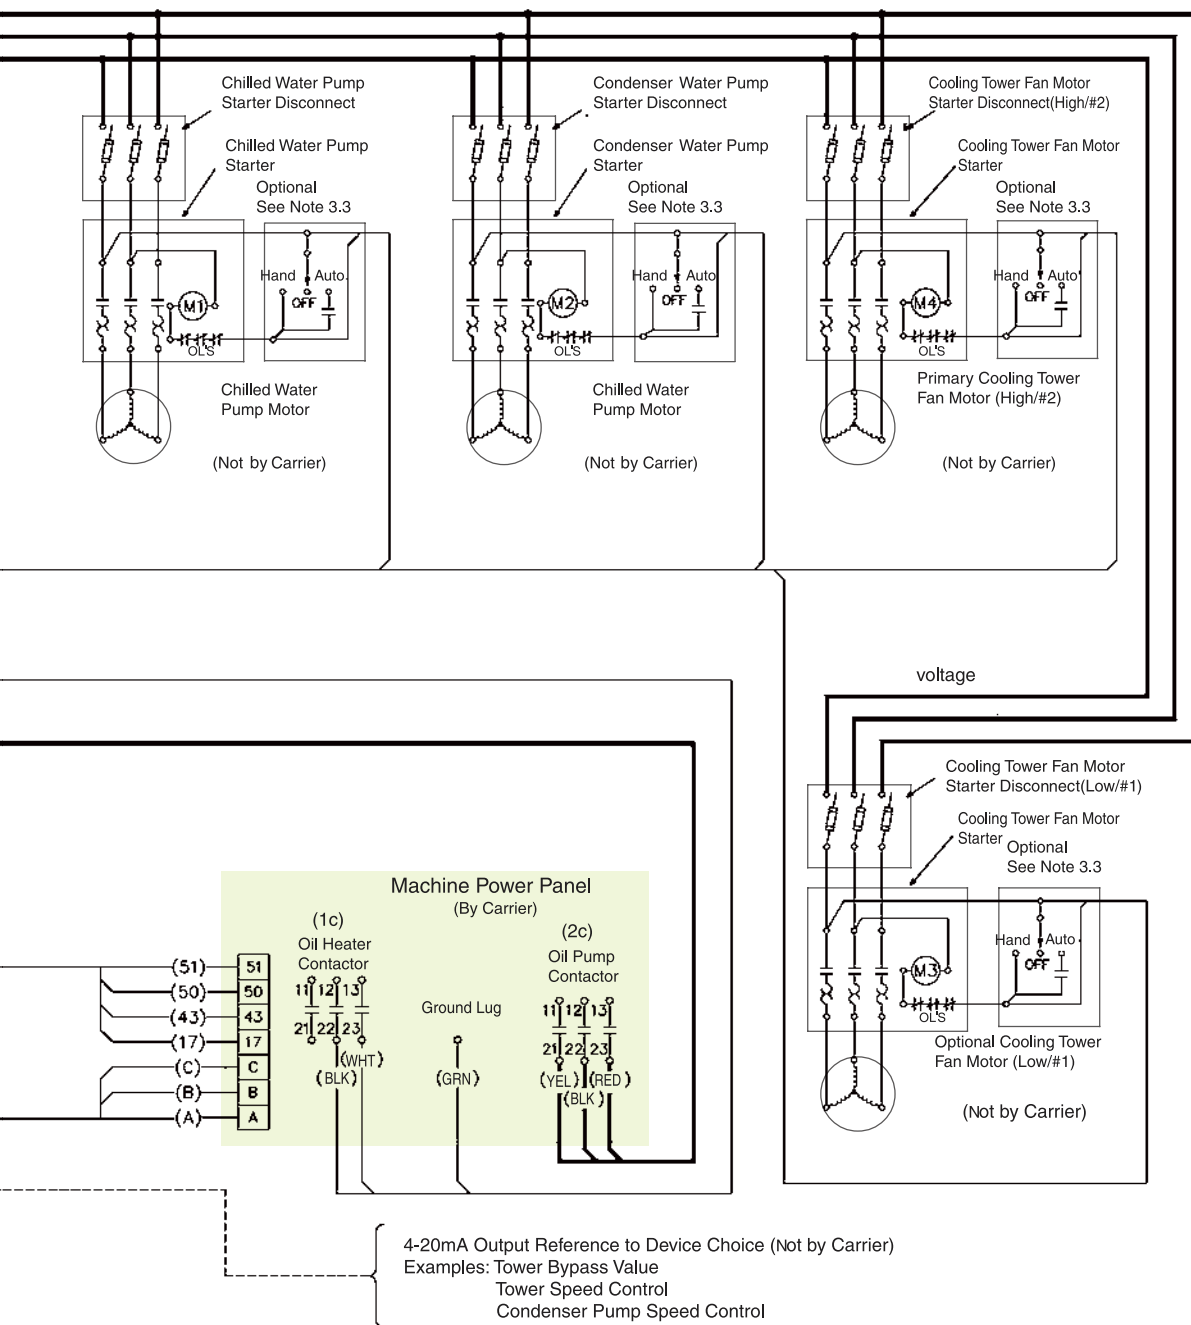 Chilled Water Pump
Starter Disconnect
Chilled Water Pump
Starter
Optional
See Note 3.3
Hand
Auto
OFF
M1
OL'S
Chilled Water
Pump Motor
(Not by Carrier)
Condenser Water Pump
Starter Disconnect
Condenser Water Pump
Starter
Optional
See Note 3.3
Hand
Auto
OFF
M2
OL'S
Chilled Water
Pump Motor
(Not by Carrier)
Cooling Tower Fan Motor
Starter Disconnect(High/#2)
Cooling Tower Fan Motor
Starter
Optional
See Note 3.3
Hand
Auto
OFF
M4
OL'S
Primary Cooling Tower
Fan Motor (High/#2)
(Not by Carrier)
voltage
Cooling Tower Fan Motor
Starter Disconnect(Low/#1)
Cooling Tower Fan Motor
Starter
Optional
See Note 3.3
Hand
Auto
OFF
M3
OL'S
Optional Cooling Tower
Fan Motor (Low/#1)
(Not by Carrier)
Machine Power Panel
(By Carrier)
(51) 51
(50) 50
(43) 43
(17) 17
(C) C
(B) B
(A) A
(1c)
Oil Heater
Contactor
11 12 13
21 22 23
(WHT)
(BLK)
Ground Lug
(GRN)
(2c)
Oil Pump
Contactor
11 12 13
21 22 23
(YEL) (RED)
(BLK)
4-20mA Output Reference to Device Choice (Not by Carrier)
Examples: Tower Bypass Value
Tower Speed Control
Condenser Pump Speed Control